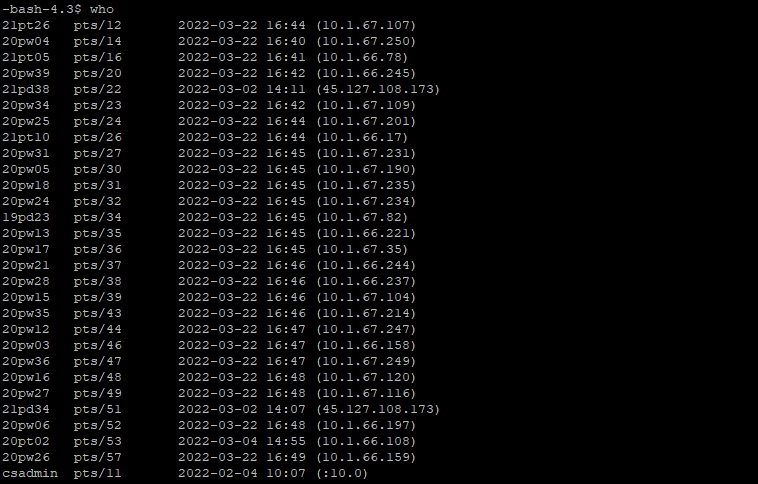 -bash-4.3$ who
21pt26   pts/12       2022-03-22 16:44 (10.1.67.107)
20pw04   pts/14       2022-03-22 16:40 (10.1.67.250)
21pt05   pts/16       2022-03-22 16:41 (10.1.66.78)
20pw39   pts/20       2022-03-22 16:42 (10.1.66.245)
21pd38   pts/22       2022-03-02 14:11 (45.127.108.173)
20pw34   pts/23       2022-03-22 16:42 (10.1.67.109)
20pw25   pts/24       2022-03-22 16:44 (10.1.67.201)
21pt10   pts/26       2022-03-22 16:44 (10.1.66.17)
20pw31   pts/27       2022-03-22 16:45 (10.1.67.231)
20pw05   pts/30       2022-03-22 16:45 (10.1.67.190)
20pw18   pts/31       2022-03-22 16:45 (10.1.67.235)
20pw24   pts/32       2022-03-22 16:45 (10.1.67.234)
19pd23   pts/34       2022-03-22 16:45 (10.1.67.82)
20pw13   pts/35       2022-03-22 16:45 (10.1.66.221)
20pw17   pts/36       2022-03-22 16:45 (10.1.67.35)
20pw21   pts/37       2022-03-22 16:46 (10.1.66.244)
20pw28   pts/38       2022-03-22 16:46 (10.1.66.237)
20pw15   pts/39       2022-03-22 16:46 (10.1.67.104)
20pw35   pts/43       2022-03-22 16:46 (10.1.67.214)
20pw12   pts/44       2022-03-22 16:47 (10.1.67.247)
20pw03   pts/46       2022-03-22 16:47 (10.1.66.158)
20pw36   pts/47       2022-03-22 16:47 (10.1.67.249)
20pw16   pts/48       2022-03-22 16:48 (10.1.67.120)
20pw27   pts/49       2022-03-22 16:48 (10.1.67.116)
21pd34   pts/51       2022-03-02 14:07 (45.127.108.173)
20pw06   pts/52       2022-03-22 16:48 (10.1.66.197)
20pt02   pts/53       2022-03-04 14:55 (10.1.66.108)
20pw26   pts/57       2022-03-22 16:49 (10.1.66.159)
csadmin  pts/11       2022-02-04 10:07 (:10.0)